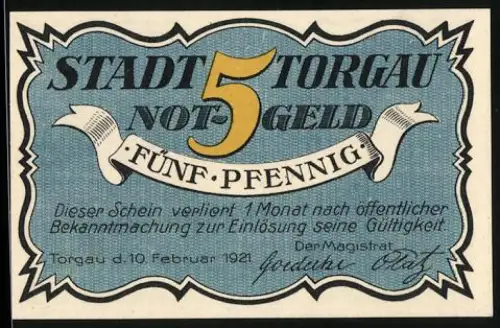 STADT 5 TORGAU
NOT-GELD
·FÜNF·PFENNIG·
Dieser Schein verliert 1 Monat nach öffentlicher
Bekanntmachung zur Einlösung seine Gültigkeit.
Der Magistrat
Torgau d. 10. Februar 1921